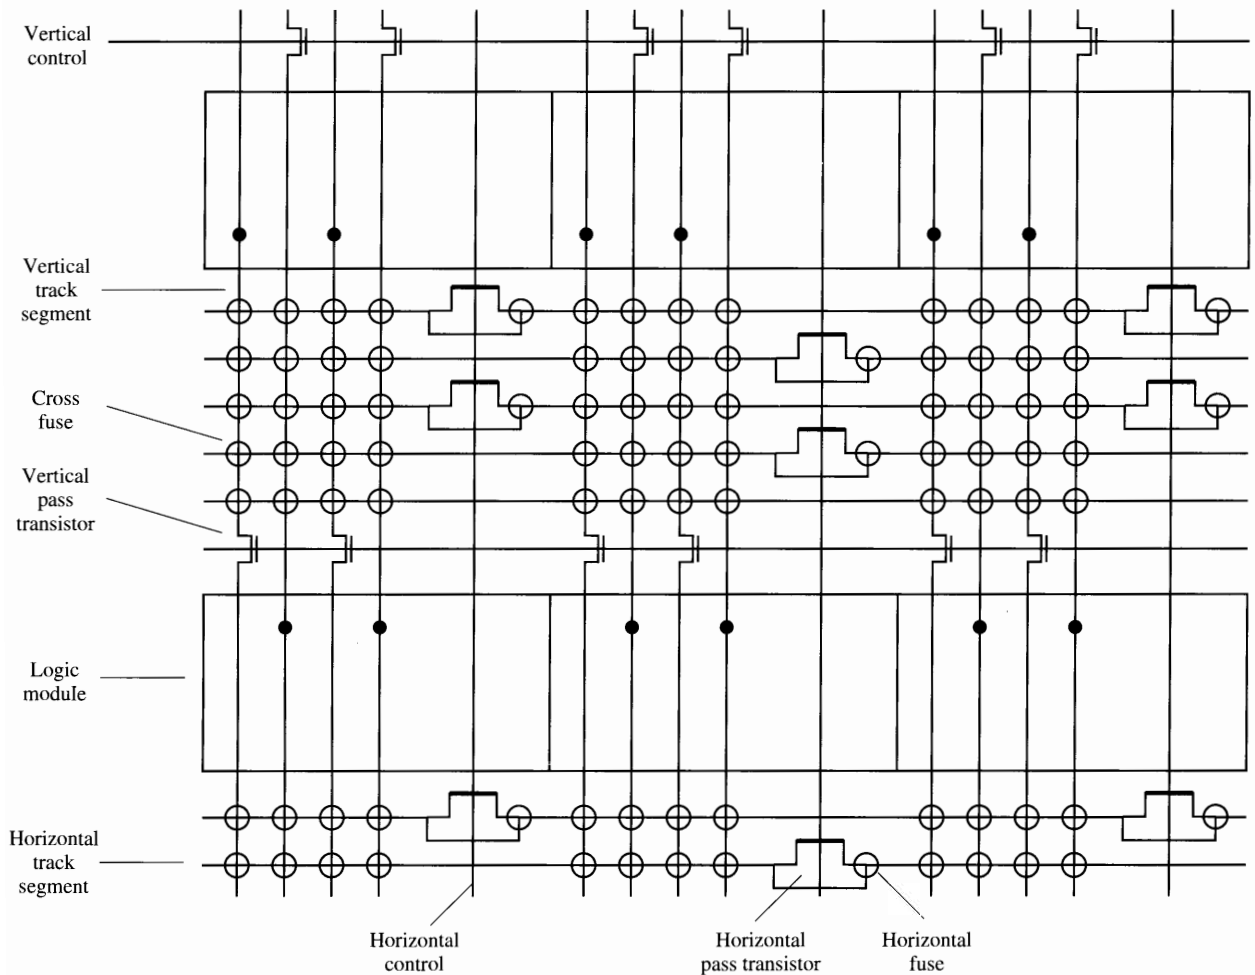 Vertical
control
Vertical
track
segment
Cross
fuse
Vertical
pass
transistor
Logic
module
Horizontal
track
segment
Horizontal
control
Horizontal
pass transistor
Horizontal
fuse